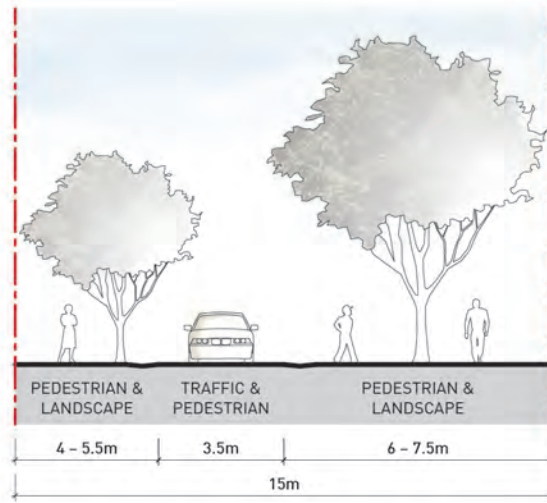 PEDESTRIAN &
LANDSCAPE
TRAFFIC &
PEDESTRIAN
PEDESTRIAN &
LANDSCAPE
4 – 5.5m
3.5m
6 – 7.5m
15m